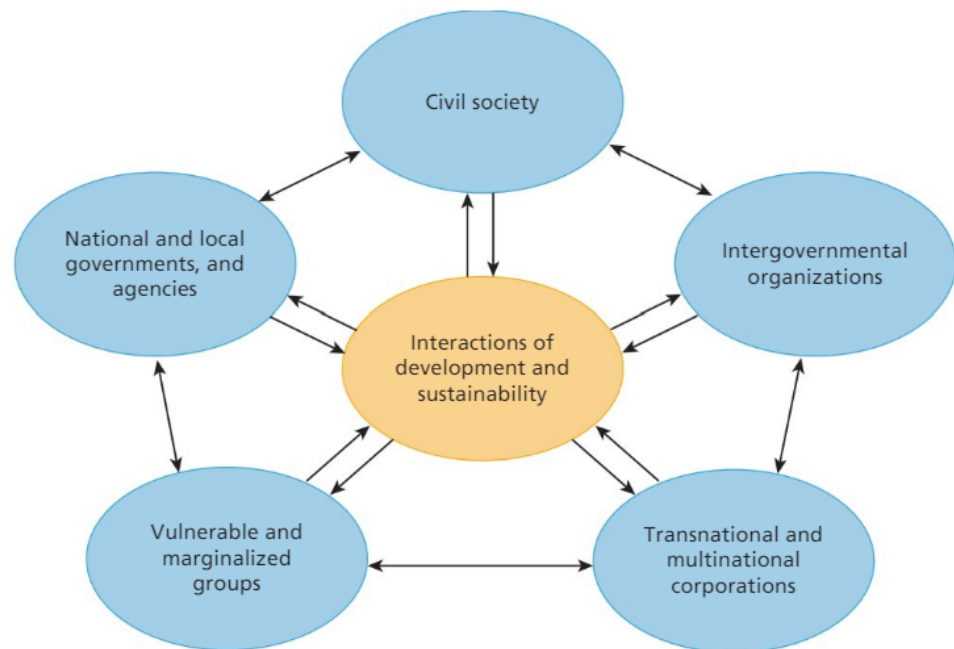 Civil society
National and local
governments, and
agencies
Intergovernmental
organizations
Interactions of
development and
sustainability
Vulnerable and
marginalized
groups
Transnational and
multinational
corporations